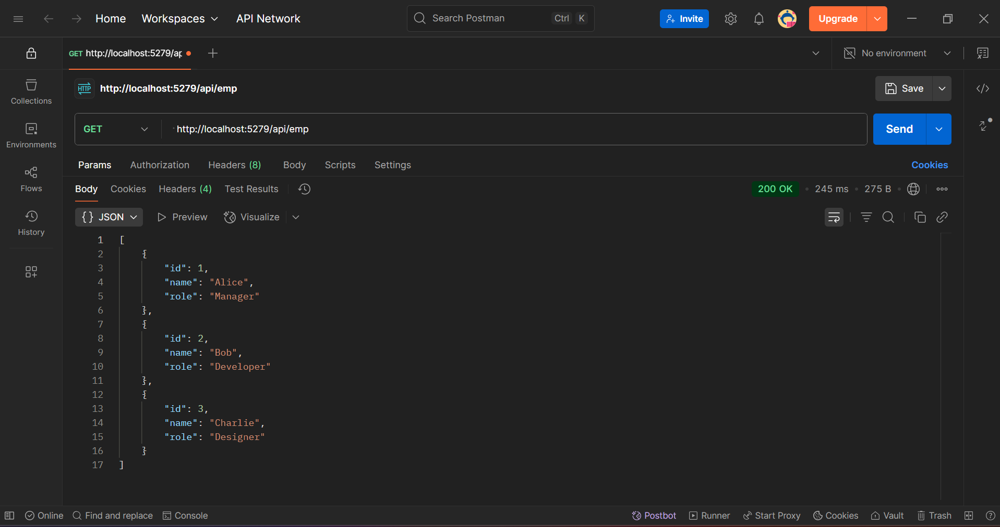 Home Workspaces API Network Search Postman Ctrl K Invite Upgrade
GET http://localhost:5279/ap No environment
HTTP http://localhost:5279/api/emp Save
Collections
GET http://localhost:5279/api/emp Send
Environments
Params Authorization Headers (8) Body Scripts Settings Cookies
Flows
Body Cookies Headers (4) Test Results 200 OK • 245 ms • 275 B •
{} JSON Preview Visualize
History
1 [
2 {
3 "id": 1,
4 "name": "Alice",
5 "role": "Manager"
6 },
7 {
8 "id": 2,
9 "name": "Bob",
10 "role": "Developer"
11 },
12 {
13 "id": 3,
14 "name": "Charlie",
15 "role": "Designer"
16 }
17 ]
Online Find and replace Console Postbot Runner Start Proxy Cookies Vault Trash